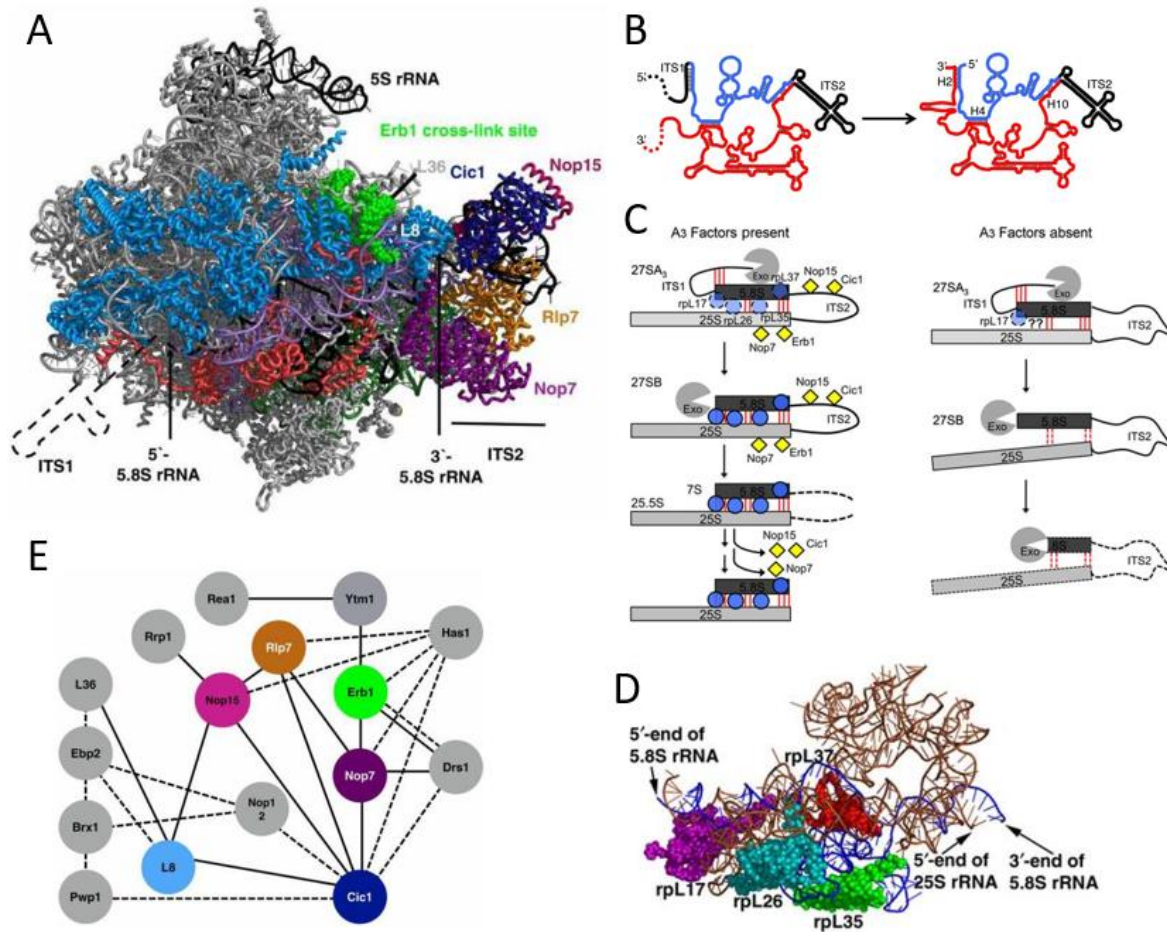 A
5S rRNA
Erb1 cross-link site
L36
Cic1
Nop15
L8
Rlp7
Nop7
ITS1
5`-
5.8S rRNA
3`-
5.8S rRNA
ITS2
B
5'
ITS1
3'
ITS2
3'
5'
H2
H4
H10
ITS2
C
A3 Factors present
27SA3
ITS1
Exo
rpL37
Nop15
Cic1
5.8S
rpL17
rpL26
rpL35
25S
ITS2
Nop7
Erb1
27SB
Exo
5.8S
Nop15
Cic1
ITS2
25S
Nop7
Erb1
7S
5.8S
25.5S
25S
Nop15
Cic1
Nop7
5.8S
25S
A3 Factors absent
27SA3
ITS1
Exo
5.8S
rpL17
??
25S
ITS2
27SB
Exo
5.8S
25S
ITS2
Exo
8S
25S
ITS2
D
5'-end of
5.8S rRNA
rpL37
rpL17
rpL26
rpL35
5'-end of
25S rRNA
3'-end of
5.8S rRNA
E
Rea1
Ytm1
Rrp1
Rlp7
Has1
L36
Nop15
Erb1
Ebp2
Nop7
Drs1
Nop1
2
Brx1
L8
Pwp1
Cic1